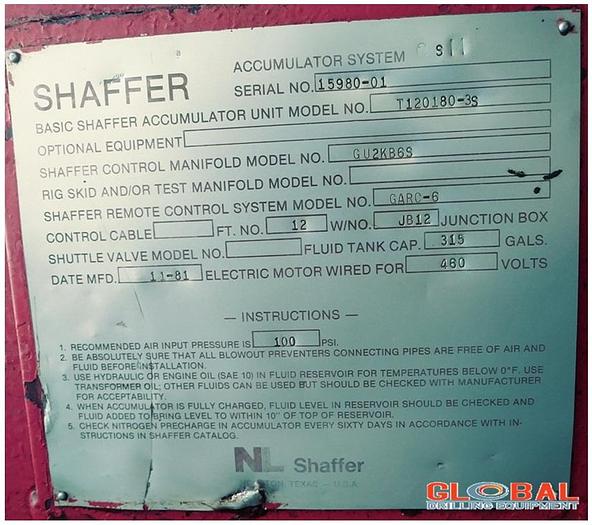 ACCUMULATOR SYSTEM S
SHAFFER SERIAL NO. 15980-01
BASIC SHAFFER ACCUMULATOR UNIT MODEL NO. T120180-3S
OPTIONAL EQUIPMENT
SHAFFER CONTROL MANIFOLD MODEL NO. GU2KB6S
RIG SKID AND/OR TEST MANIFOLD MODEL NO.
SHAFFER REMOTE CONTROL SYSTEM MODEL NO. GARC-6
CONTROL CABLE FT. NO. 12 W/NO. JB12 JUNCTION BOX
SHUTTLE VALVE MODEL NO. FLUID TANK CAP. 315 GALS.
DATE MFD. 11-81 ELECTRIC MOTOR WIRED FOR 460 VOLTS
— INSTRUCTIONS —
1. RECOMMENDED AIR INPUT PRESSURE IS 100 PSI.
2. BE ABSOLUTELY SURE THAT ALL BLOWOUT PREVENTERS CONNECTING PIPES ARE FREE OF AIR AND
FLUID BEFORE INSTALLATION.
3. USE HYDRAULIC OR ENGINE OIL (SAE 10) IN FLUID RESERVOIR FOR TEMPERATURES BELOW 0°F. USE
TRANSFORMER OIL; OTHER FLUIDS CAN BE USED BUT SHOULD BE CHECKED WITH MANUFACTURER
FOR ACCEPTABILITY.
4. WHEN ACCUMULATOR IS FULLY CHARGED, FLUID LEVEL IN RESERVOIR SHOULD BE CHECKED AND
FLUID ADDED TO BRING LEVEL TO WITHIN 10" OF TOP OF RESERVOIR.
5. CHECK NITROGEN PRECHARGE IN ACCUMULATOR EVERY SIXTY DAYS IN ACCORDANCE WITH IN-
STRUCTIONS IN SHAFFER CATALOG.
NL Shaffer
TEXAS — U.S.A.
GLOBAL
DRILLING EQUIPMENT